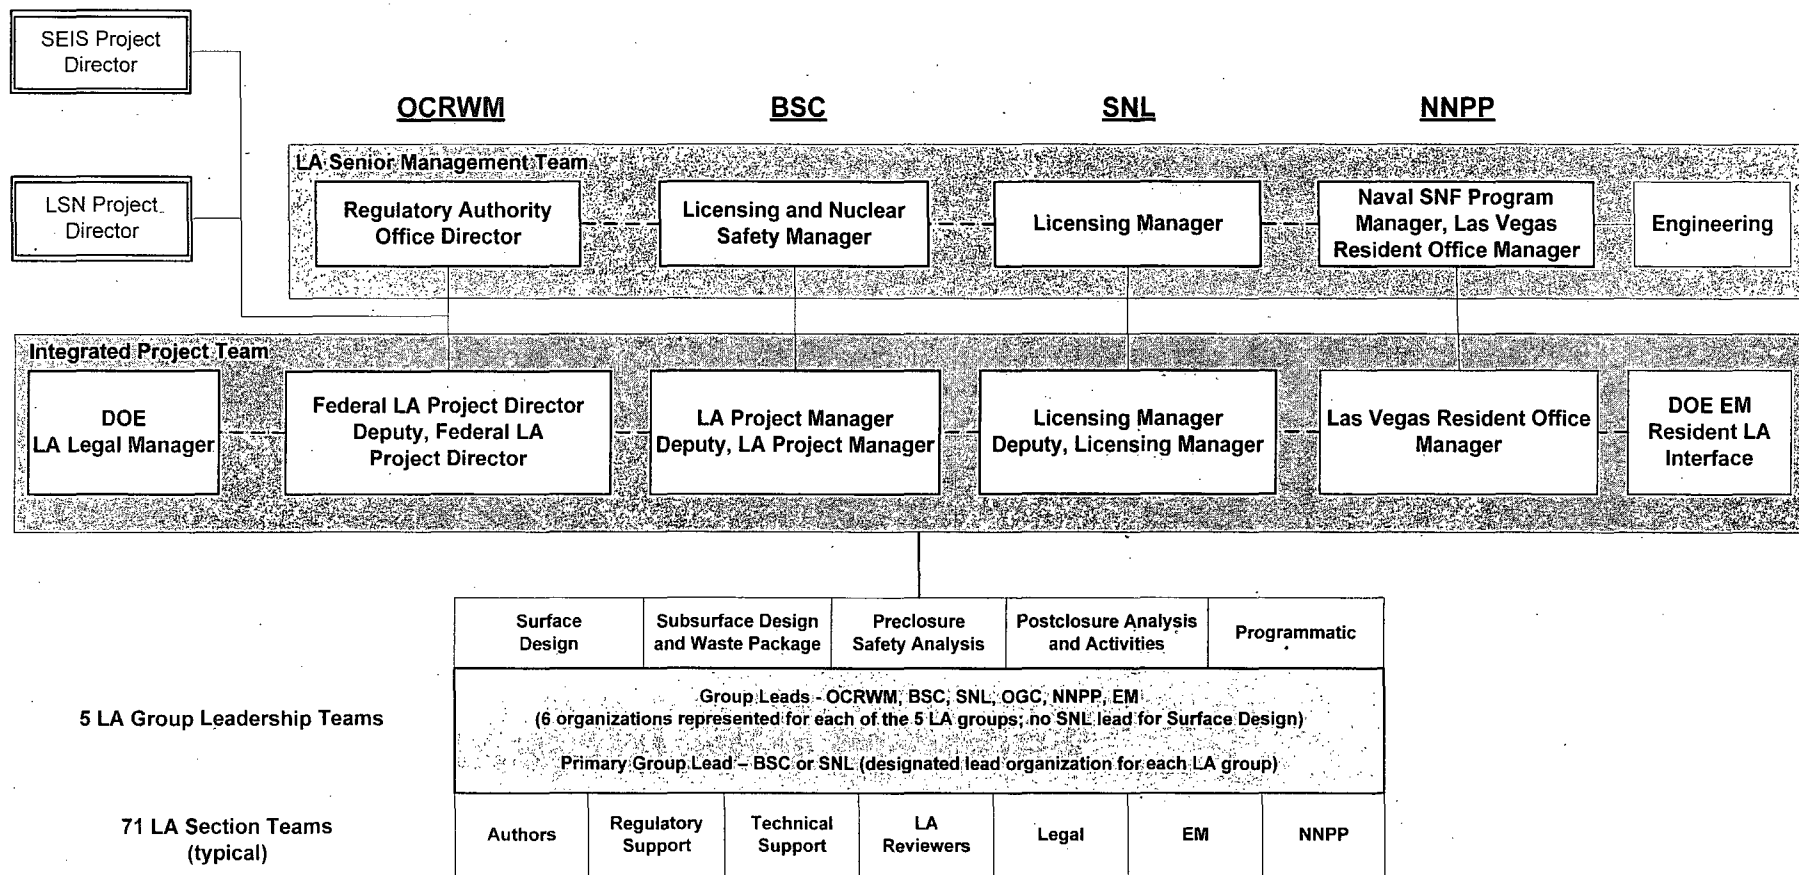 SEIS Project
Director
OCRWM
BSC
SNL
NNPP
LA Senior Management Team
LSN Project
Director
Regulatory Authority
Office Director
Licensing and Nuclear
Safety Manager
Licensing Manager
Naval SNF Program
Manager, Las Vegas
Resident Office Manager
Engineering
Integrated Project Team
DOE
LA Legal Manager
Federal LA Project Director
Deputy, Federal LA
Project Director
LA Project Manager
Deputy, LA Project Manager
Licensing Manager
Deputy, Licensing Manager
Las Vegas Resident Office
Manager
DOE EM
Resident LA
Interface
Surface
Design
Subsurface Design
and Waste Package
Preclosure
Safety Analysis
Postclosure Analysis
and Activities
Programmatic
5 LA Group Leadership Teams
Group Leads - OCRWM, BSC, SNL, OGC, NNPP, EM
(6 organizations represented for each of the 5 LA groups; no SNL lead for Surface Design)
Primary Group Lead – BSC or SNL (designated lead organization for each LA group)
71 LA Section Teams
(typical)
Authors
Regulatory
Support
Technical
Support
LA
Reviewers
Legal
EM
NNPP